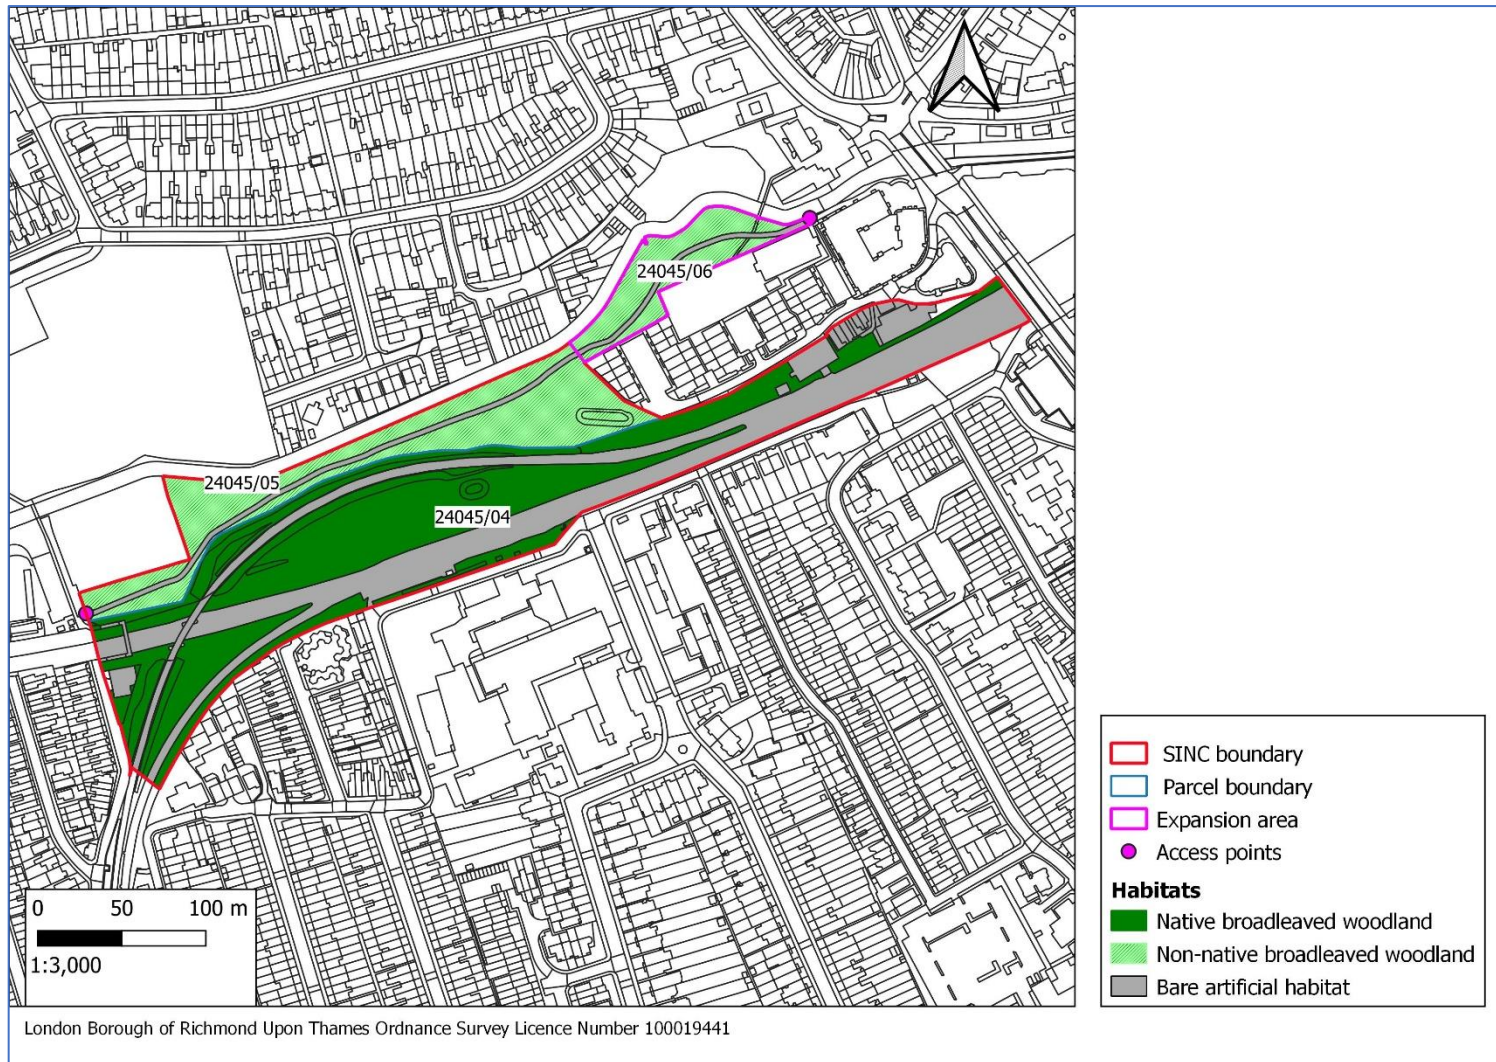 24045/06
24045/05
24045/04
SINC boundary
Parcel boundary
Expansion area
Access points
Habitats
Native broadleaved woodland
Non-native broadleaved woodland
Bare artificial habitat
0 50 100 m
1:3,000
London Borough of Richmond Upon Thames Ordnance Survey Licence Number 100019441